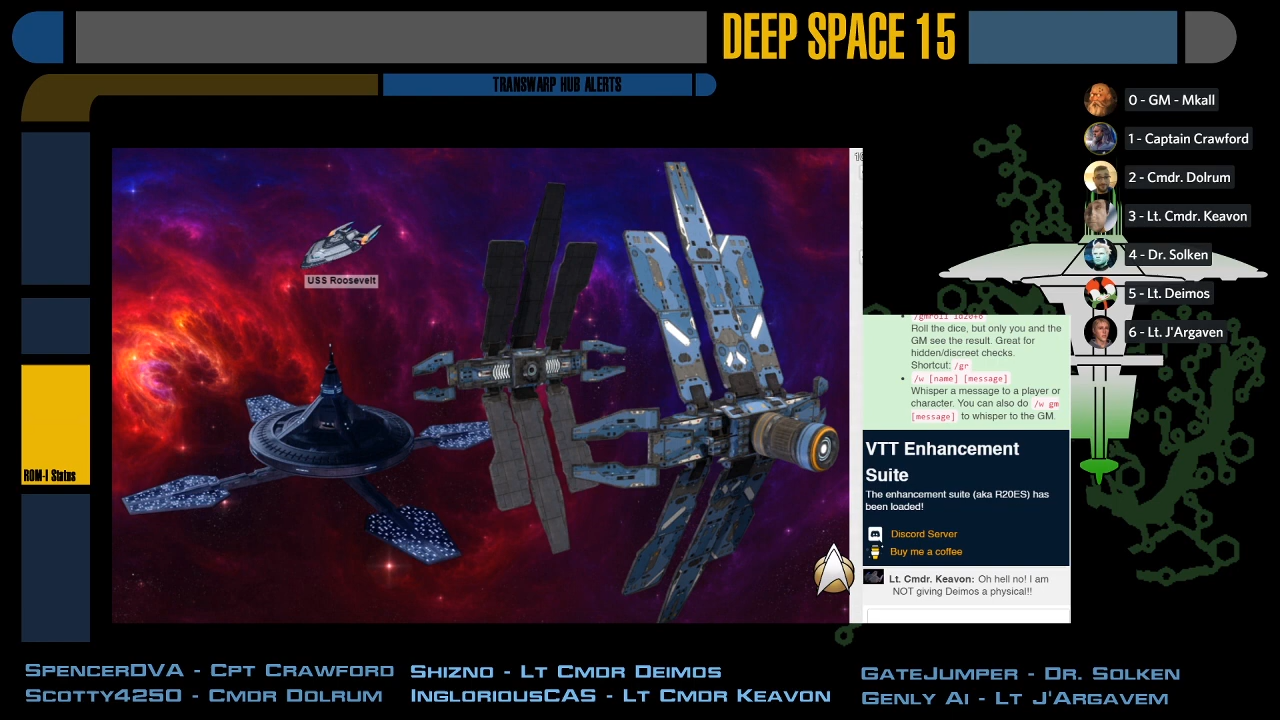 DEEP SPACE 15
TRANSWARP HUB ALERTS
0 - GM - Mkall
1 - Captain Crawford
2 - Cmdr. Dolrum
3 - Lt. Cmdr. Keavon
4 - Dr. Solken
5 - Lt. Deimos
6 - Lt. J'Argaven
USS Roosevelt
ROM-I Status
/gmroll 1d20+6
Roll the dice, but only you and the
GM see the result. Great for
hidden/discreet checks.
Shortcut: /gr
/w [name] [message]
Whisper a message to a player or
character. You can also do /w gm
[message] to whisper to the GM.
VTT Enhancement
Suite
The enhancement suite (aka R20ES) has
been loaded!
Discord Server
Buy me a coffee
Lt. Cmdr. Keavon: Oh hell no! I am
NOT giving Deimos a physical!!
SpencerDVA - Cpt Crawford
Scotty4250 - Cmdr Dolrum
Shizno - Lt Cmdr Deimos
IngloriousCAS - Lt Cmdr Keavon
GateJumper - Dr. Solken
Genly Ai - Lt J'Argavem